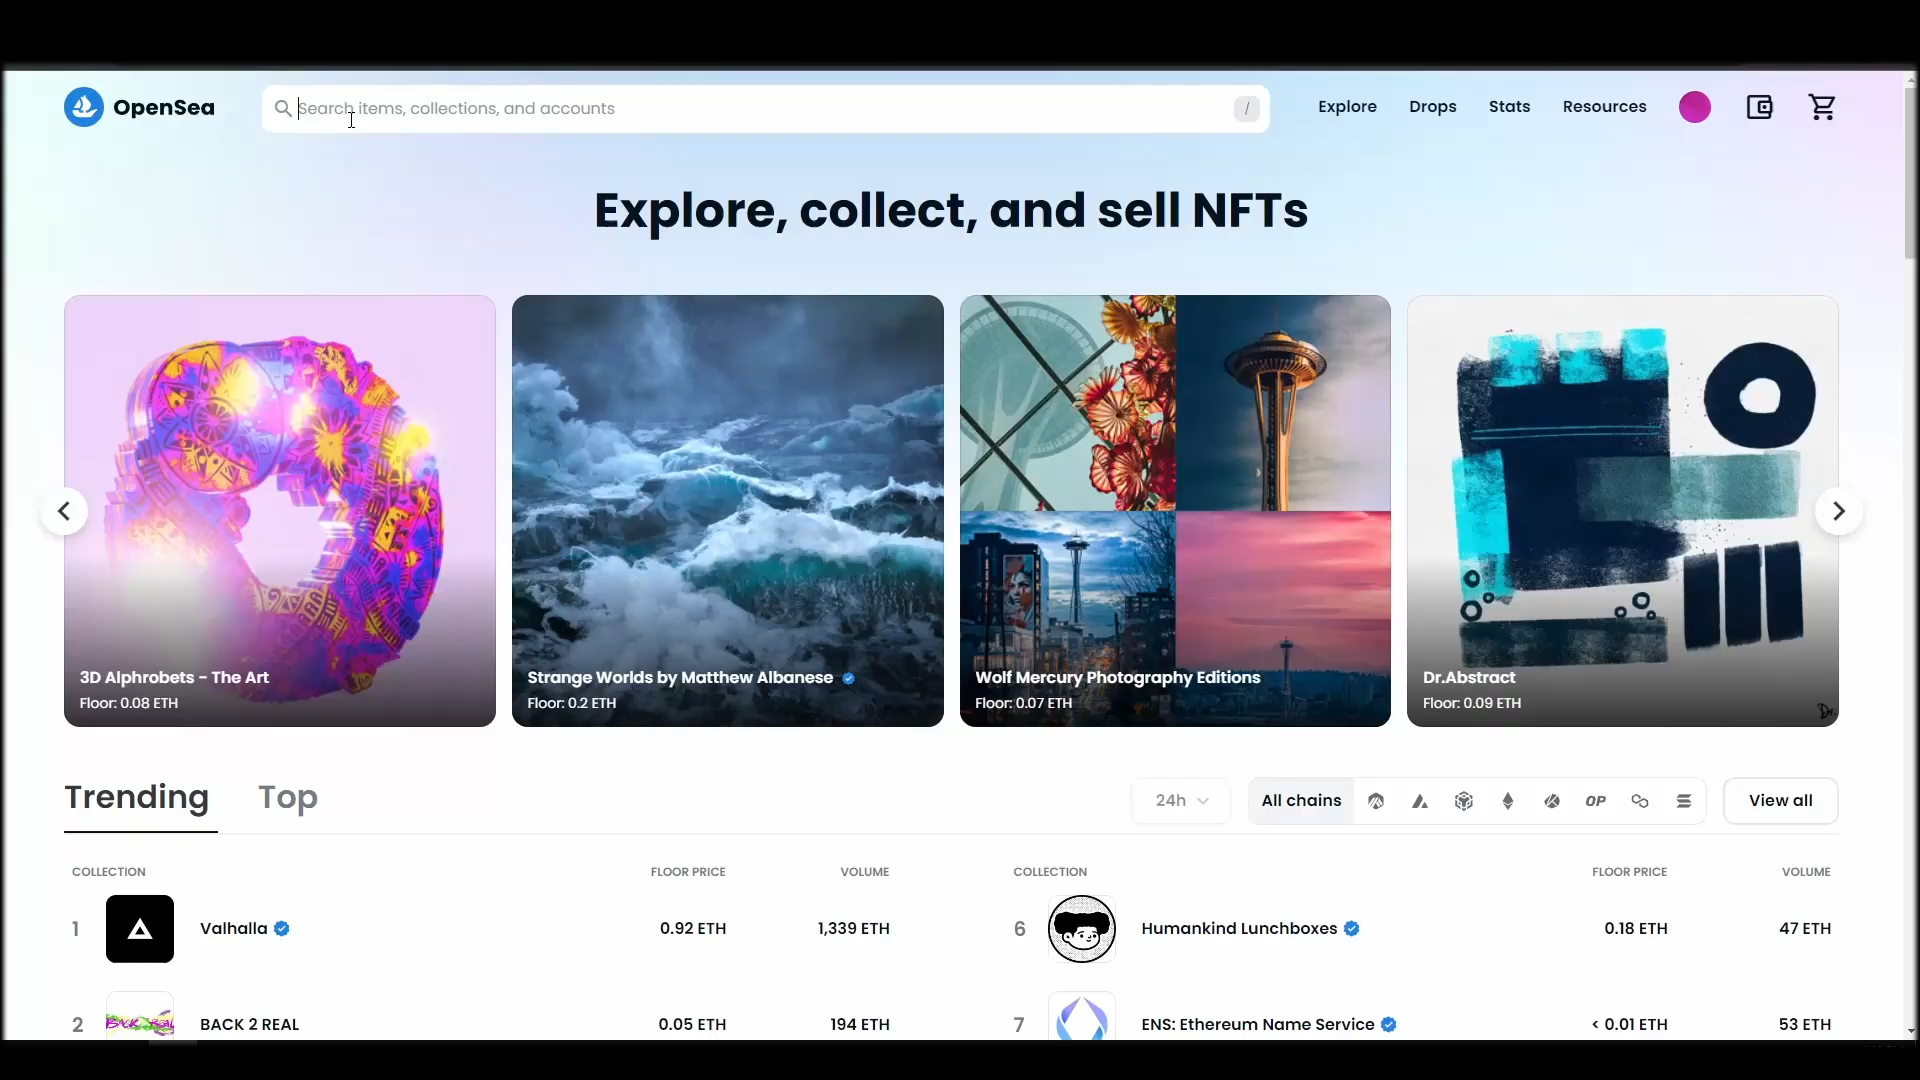 OpenSea
Search items, collections, and accounts
/
Explore
Drops
Stats
Resources
Explore, collect, and sell NFTs
3D Alphrobets - The Art
Floor: 0.08 ETH
Strange Worlds by Matthew Albanese
Floor: 0.2 ETH
Wolf Mercury Photography Editions
Floor: 0.07 ETH
Dr.Abstract
Floor: 0.09 ETH
Dr.
Trending
Top
24h
All chains
OP
View all
COLLECTION FLOOR PRICE VOLUME
COLLECTION FLOOR PRICE VOLUME
1 Valhalla 0.92 ETH 1,339 ETH
6 Humankind Lunchboxes 0.18 ETH 47 ETH
2 BACK 2 REAL 0.05 ETH 194 ETH
7 ENS: Ethereum Name Service < 0.01 ETH 53 ETH